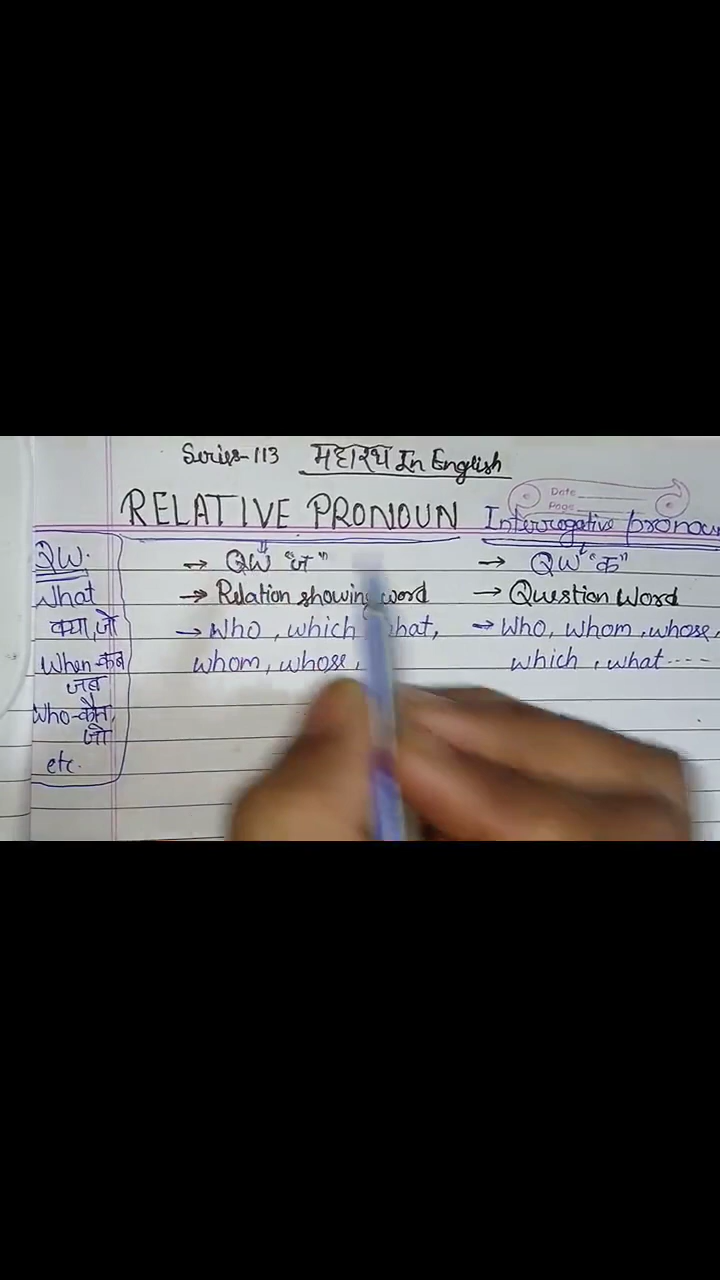 Series-113 महारथ In English
Date
Page
RELATIVE PRONOUN
Interrogative pronoun
QW.
What
क्या, जो
When-कब
जब
Who-कौन,
जो
etc.
→ QW "ज"
→ Relation showing word
→ Who, which, hat,
whom, whose,
→ QW "क"
→ Question Word
→ Who, whom, whose,
which, what----